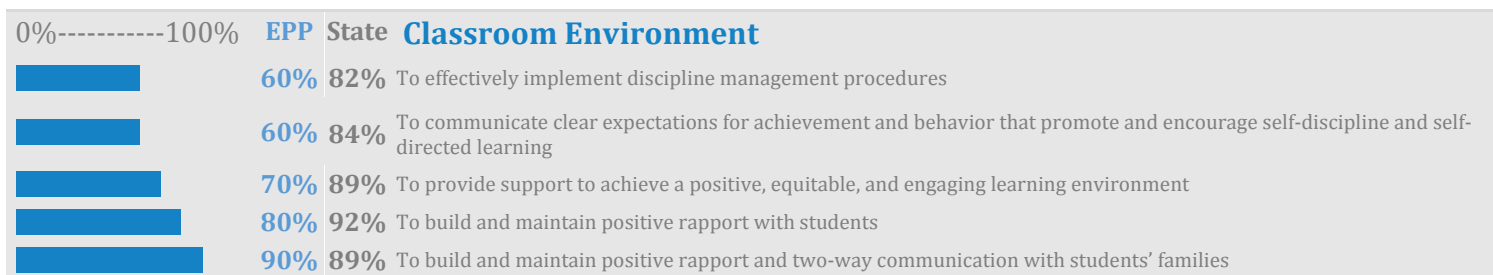 0%-----------100% EPP State Classroom Environment
60% 82% To effectively implement discipline management procedures
60% 84% To communicate clear expectations for achievement and behavior that promote and encourage self-discipline and self-
directed learning
70% 89% To provide support to achieve a positive, equitable, and engaging learning environment
80% 92% To build and maintain positive rapport with students
90% 89% To build and maintain positive rapport and two-way communication with students’ families